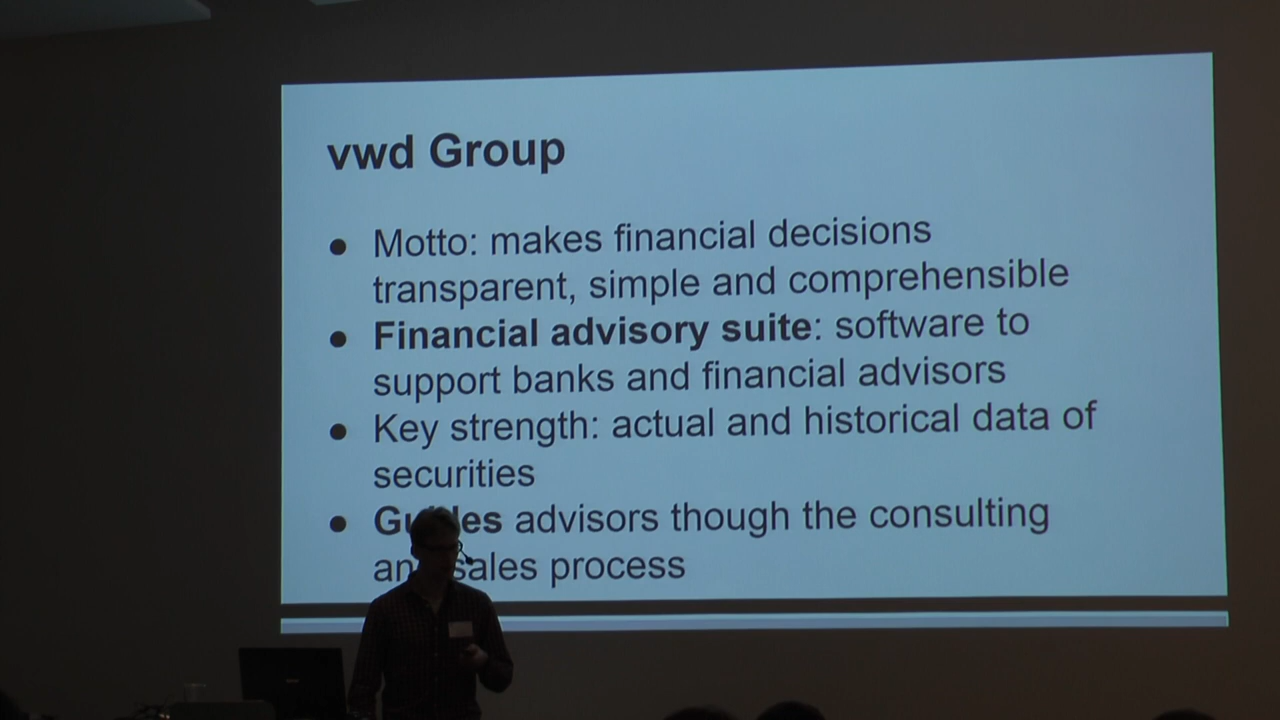 vwd Group
● Motto: makes financial decisions
transparent, simple and comprehensible
● Financial advisory suite: software to
support banks and financial advisors
● Key strength: actual and historical data of
securities
● Guides advisors though the consulting
and sales process